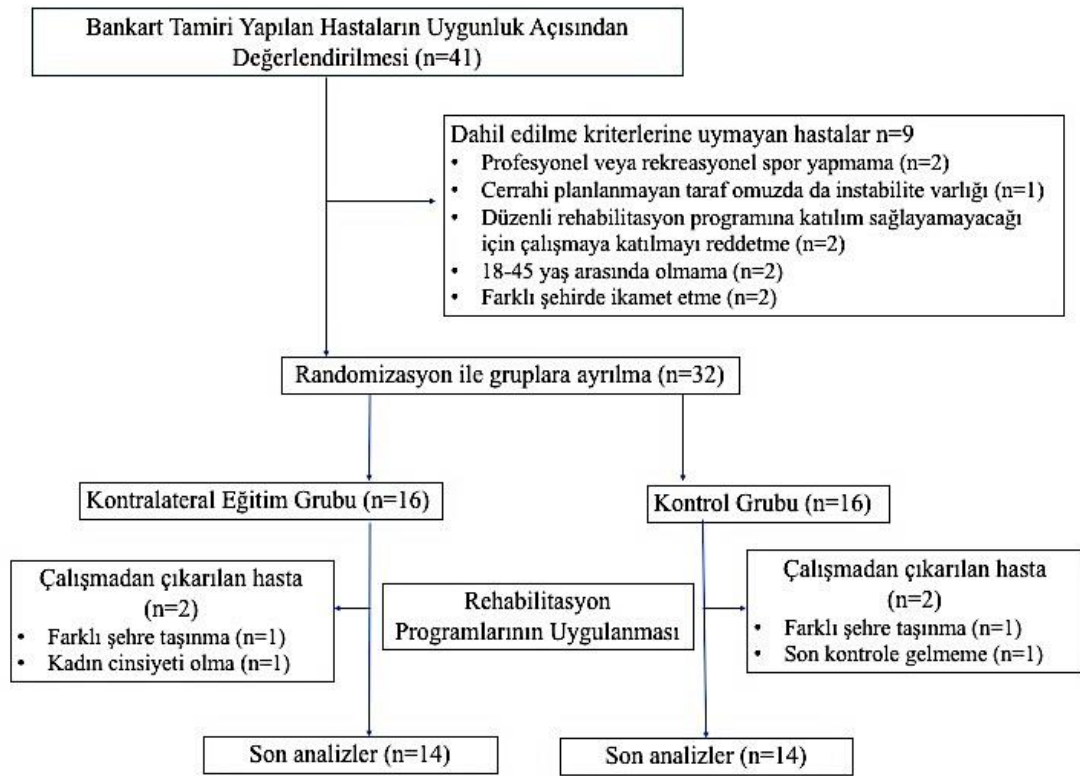 Bankart Tamiri Yapılan Hastaların Uygunluk Açısından
Değerlendirilmesi (n=41)
Dahil edilme kriterlerine uymayan hastalar n=9
• Profesyonel veya rekreasyonel spor yapmama (n=2)
• Cerrahi planlanmayan taraf omuzda da instabilite varlığı (n=1)
• Düzenli rehabilitasyon programına katılım sağlayamayacağı
için çalışmaya katılmayı reddetme (n=2)
• 18-45 yaş arasında olmama (n=2)
• Farklı şehirde ikamet etme (n=2)
Randomizasyon ile gruplara ayrılma (n=32)
Kontralateral Eğitim Grubu (n=16)
Kontrol Grubu (n=16)
Çalışmadan çıkarılan hasta
(n=2)
• Farklı şehre taşınma (n=1)
• Kadın cinsiyeti olma (n=1)
Rehabilitasyon
Programlarının Uygulanması
Çalışmadan çıkarılan hasta
(n=2)
• Farklı şehre taşınma (n=1)
• Son kontrole gelmeme (n=1)
Son analizler (n=14)
Son analizler (n=14)